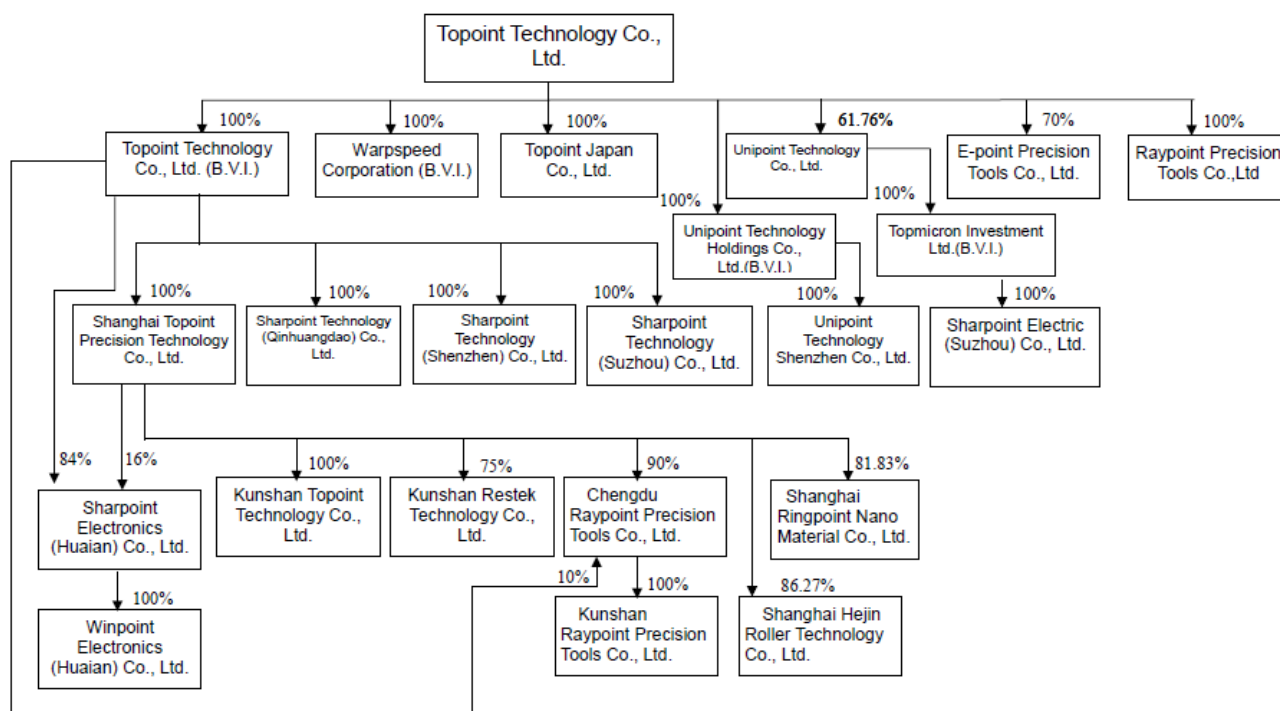 Topoint Technology Co.,
Ltd.
100%
100%
100%
61.76%
70%
100%
Topoint Technology
Co., Ltd. (B.V.I.)
Warpspeed
Corporation (B.V.I.)
Topoint Japan
Co., Ltd.
Unipoint Technology
Co., Ltd.
E-point Precision
Tools Co., Ltd.
Raypoint Precision
Tools Co.,Ltd
100%
100%
Unipoint Technology
Holdings Co.,
Ltd.(B.V.I.)
Topmicron Investment
Ltd.(B.V.I.)
100%
100%
100%
100%
100%
100%
Shanghai Topoint
Precision Technology
Co., Ltd.
Sharpoint Technology
(Qinhuangdao) Co.,
Ltd.
Sharpoint
Technology
(Shenzhen) Co., Ltd.
Sharpoint
Technology
(Suzhou) Co., Ltd.
Unipoint
Technology
Shenzhen Co., Ltd.
Sharpoint Electric
(Suzhou) Co., Ltd.
84%
16%
100%
75%
90%
81.83%
Sharpoint
Electronics
(Huaian) Co., Ltd.
Kunshan Topoint
Technology Co.,
Ltd.
Kunshan Restek
Technology Co.,
Ltd.
Chengdu
Raypoint Precision
Tools Co., Ltd.
Shanghai
Ringpoint Nano
Material Co., Ltd.
10%
100%
100%
86.27%
Winpoint
Electronics
(Huaian) Co., Ltd.
Kunshan
Raypoint Precision
Tools Co., Ltd.
Shanghai Hejin
Roller Technology
Co., Ltd.